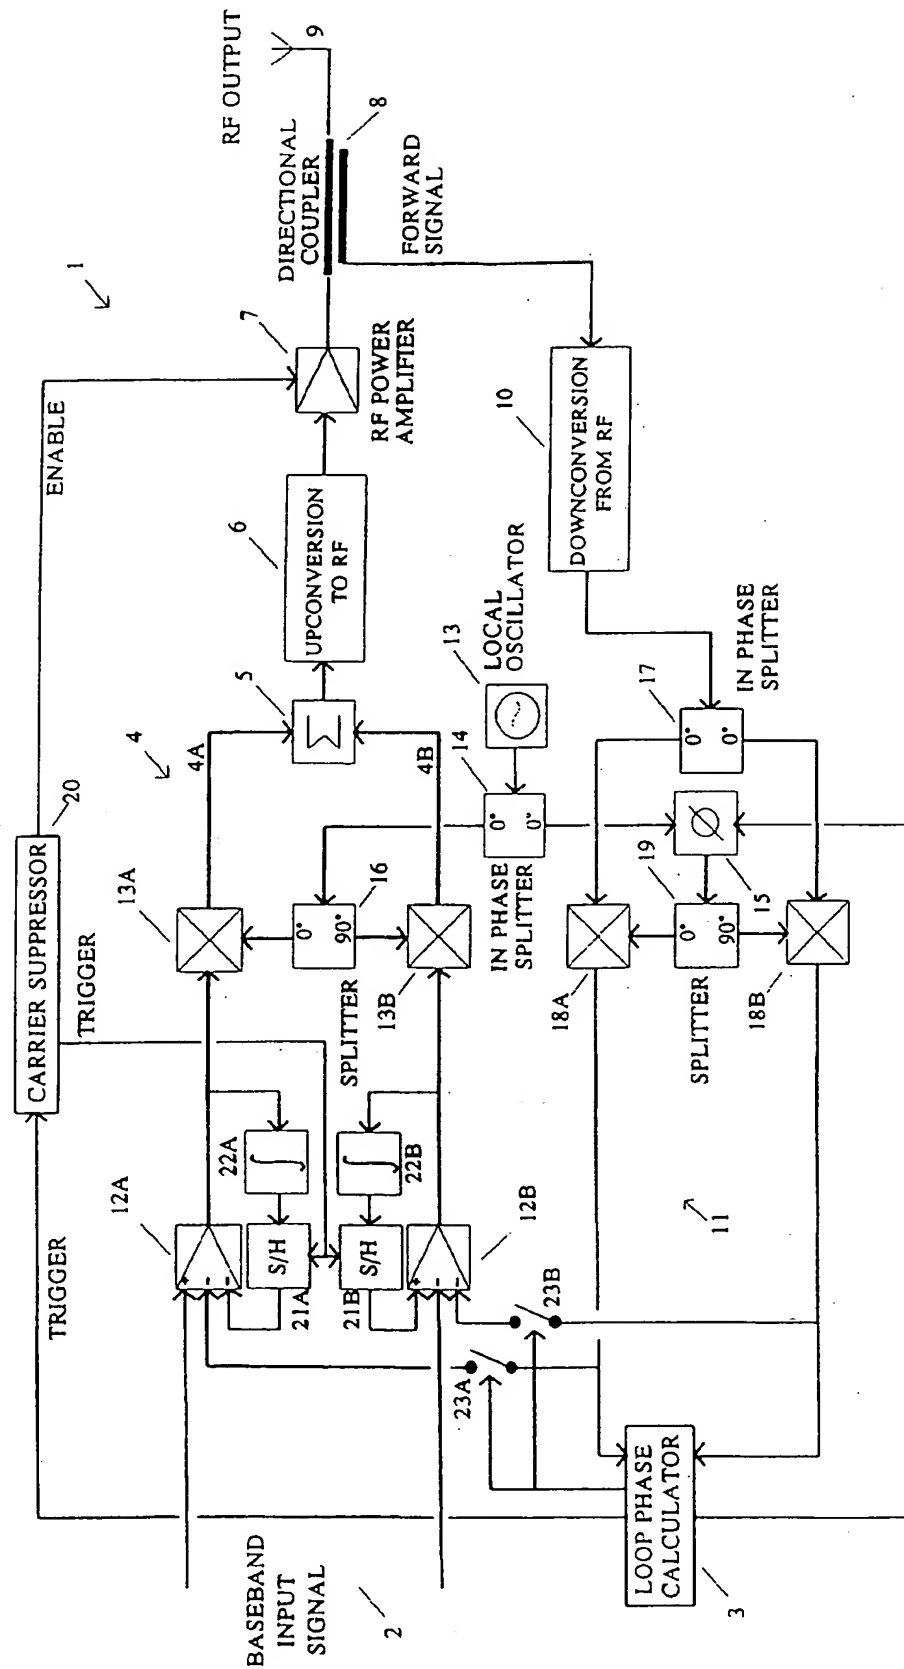 RF OUTPUT
9
DIRECTIONAL
COUPLER
8
FORWARD
SIGNAL
1
7
RF POWER
AMPLIFIER
ENABLE
10
DOWNCONVERSION
FROM RF
6
UPCONVERSION
TO RF
LOCAL
OSCILLATOR
13
IN PHASE
SPLITTER
17
0°
0°
5
Σ
4
4A
4B
14
0°
0°
IN PHASE
SPLITTER
20
CARRIER SUPPRESSOR
TRIGGER
13A
16
0°
90°
SPLITTER
13B
∅
15
19
0°
90°
SPLITTER
18A
18B
12A
22A
∫
S/H
21A
22B
∫
S/H
21B
12B
+
−
−
+
−
−
11
TRIGGER
23A
23B
LOOP PHASE
CALCULATOR
3
BASEBAND
INPUT
SIGNAL
2